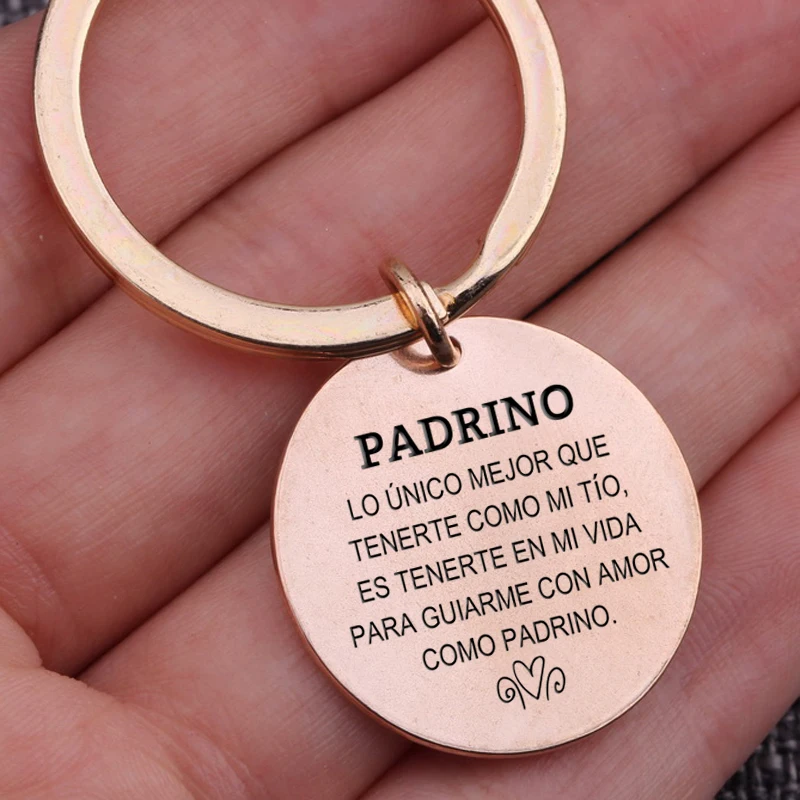 PADRINO
LO ÚNICO MEJOR QUE
TENERTE COMO MI TÍO,
ES TENERTE EN MI VIDA
PARA GUIARME CON AMOR
COMO PADRINO.